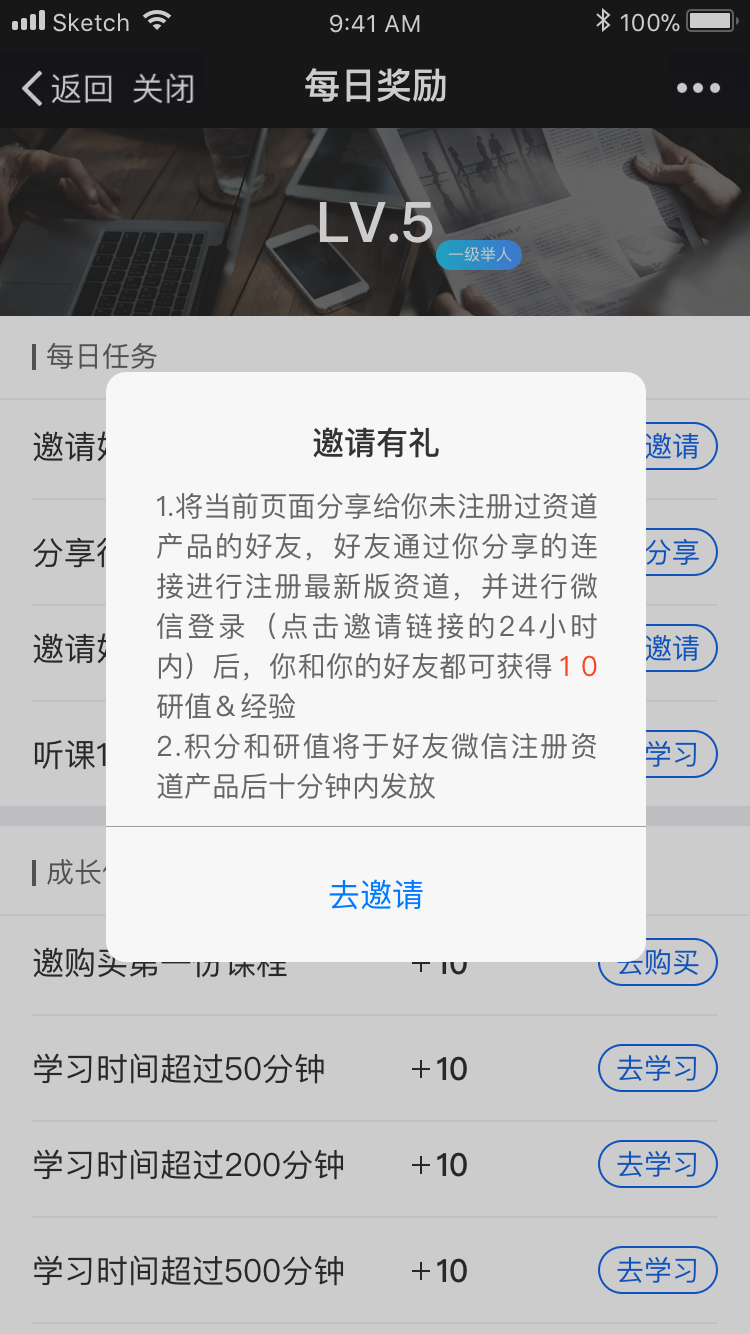 Sketch 9:41 AM 100%
返回 关闭 每日奖励
LV.5
一级举人
每日任务
邀请 邀请
分享 分享
邀请 邀请
听课1 学习
邀请有礼
1.将当前页面分享给你未注册过资道
产品的好友，好友通过你分享的连
接进行注册最新版资道，并进行微
信登录（点击邀请链接的24小时
内）后，你和你的好友都可获得10
研值&经验
2.积分和研值将于好友微信注册资
道产品后十分钟内发放
去邀请
成长
邀购买第一份课程 +10 去购买
学习时间超过50分钟 +10 去学习
学习时间超过200分钟 +10 去学习
学习时间超过500分钟 +10 去学习